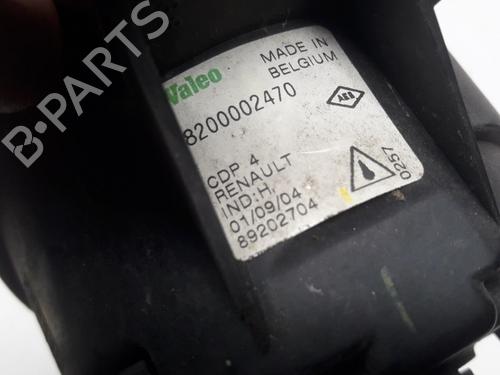 Valeo
MADE IN
BELGIUM
8200002470
CDP 4
RENAULT
IND:H
01/09/04
89202704
0257
B-PARTS